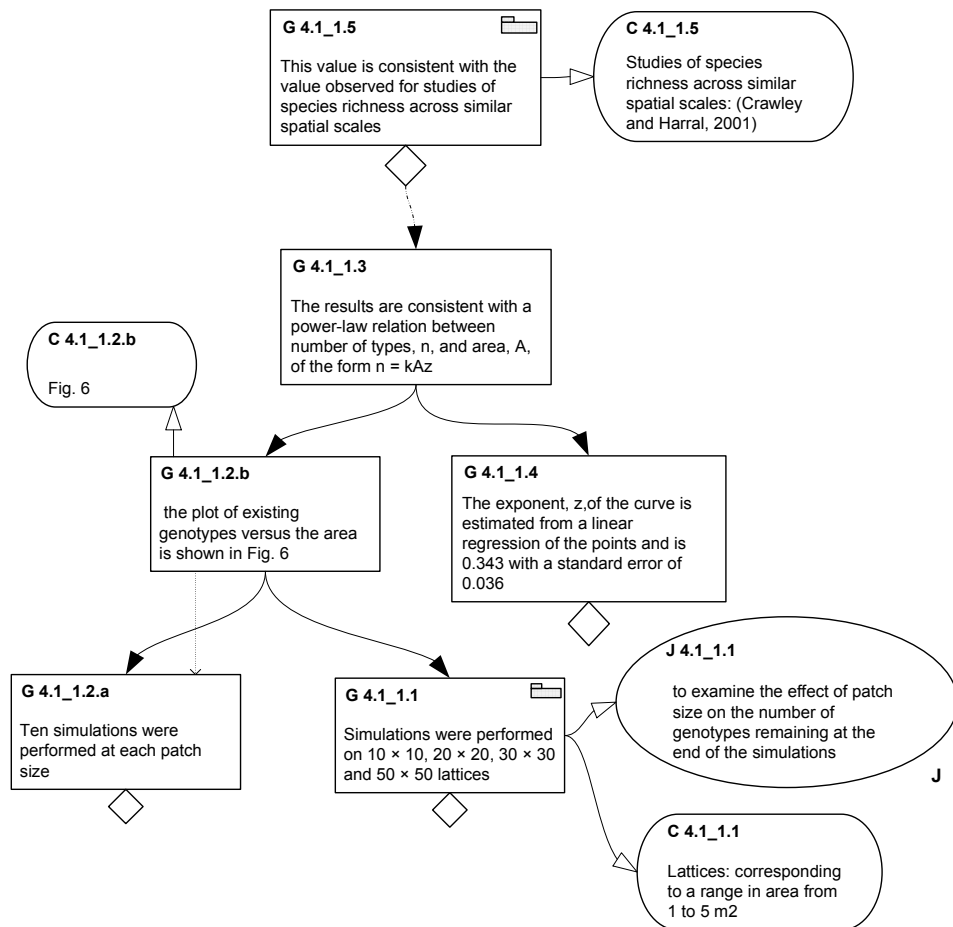 G 4.1_1.5
This value is consistent with the
value observed for studies of
species richness across similar
spatial scales
C 4.1_1.5
Studies of species
richness across similar
spatial scales: (Crawley
and Harral, 2001)
G 4.1_1.3
The results are consistent with a
power-law relation between
number of types, n, and area, A,
of the form n = kAz
C 4.1_1.2.b
Fig. 6
G 4.1_1.2.b
the plot of existing
genotypes versus the area
is shown in Fig. 6
G 4.1_1.4
The exponent, z,of the curve is
estimated from a linear
regression of the points and is
0.343 with a standard error of
0.036
G 4.1_1.2.a
Ten simulations were
performed at each patch
size
G 4.1_1.1
Simulations were performed
on 10 × 10, 20 × 20, 30 × 30
and 50 × 50 lattices
J 4.1_1.1
to examine the effect of patch
size on the number of
genotypes remaining at the
end of the simulations
J
C 4.1_1.1
Lattices: corresponding
to a range in area from
1 to 5 m2